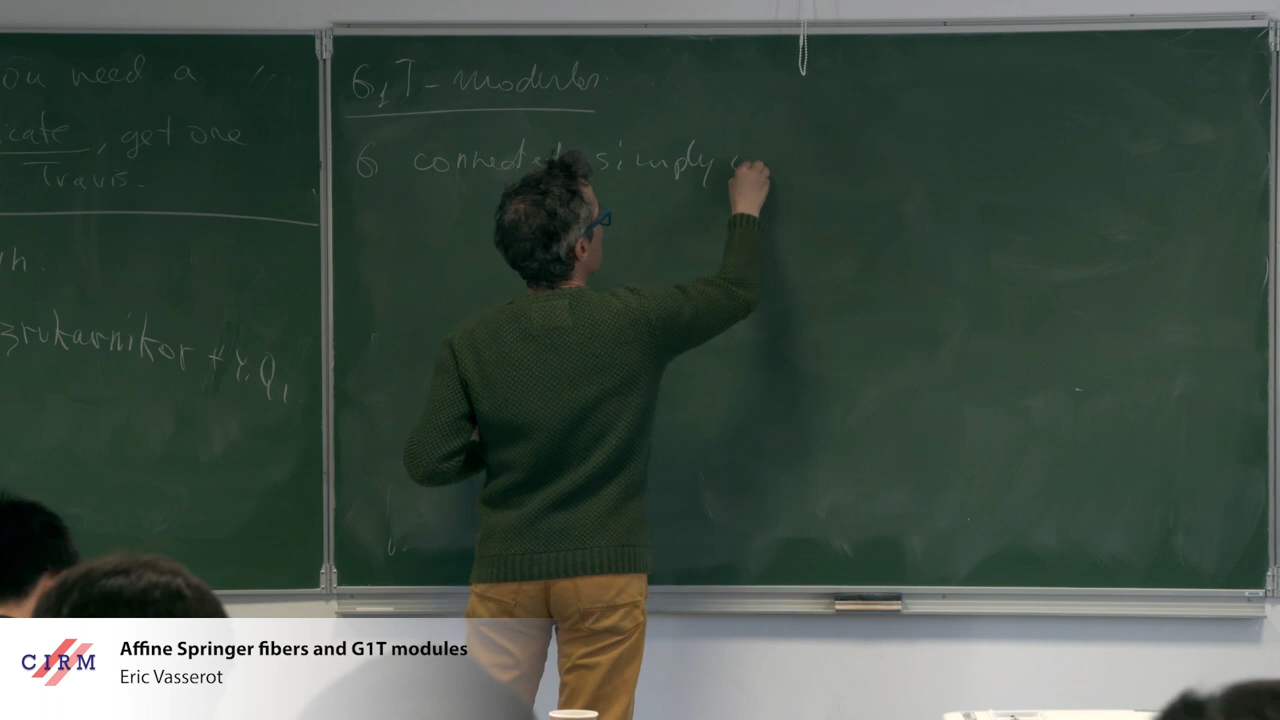 ou need a
icate, get one
Travis.
zrukavnikov + Y. Q,
G₁T - modules
G connected simply
CIRM
Affine Springer fibers and G1T modules
Eric Vasserot